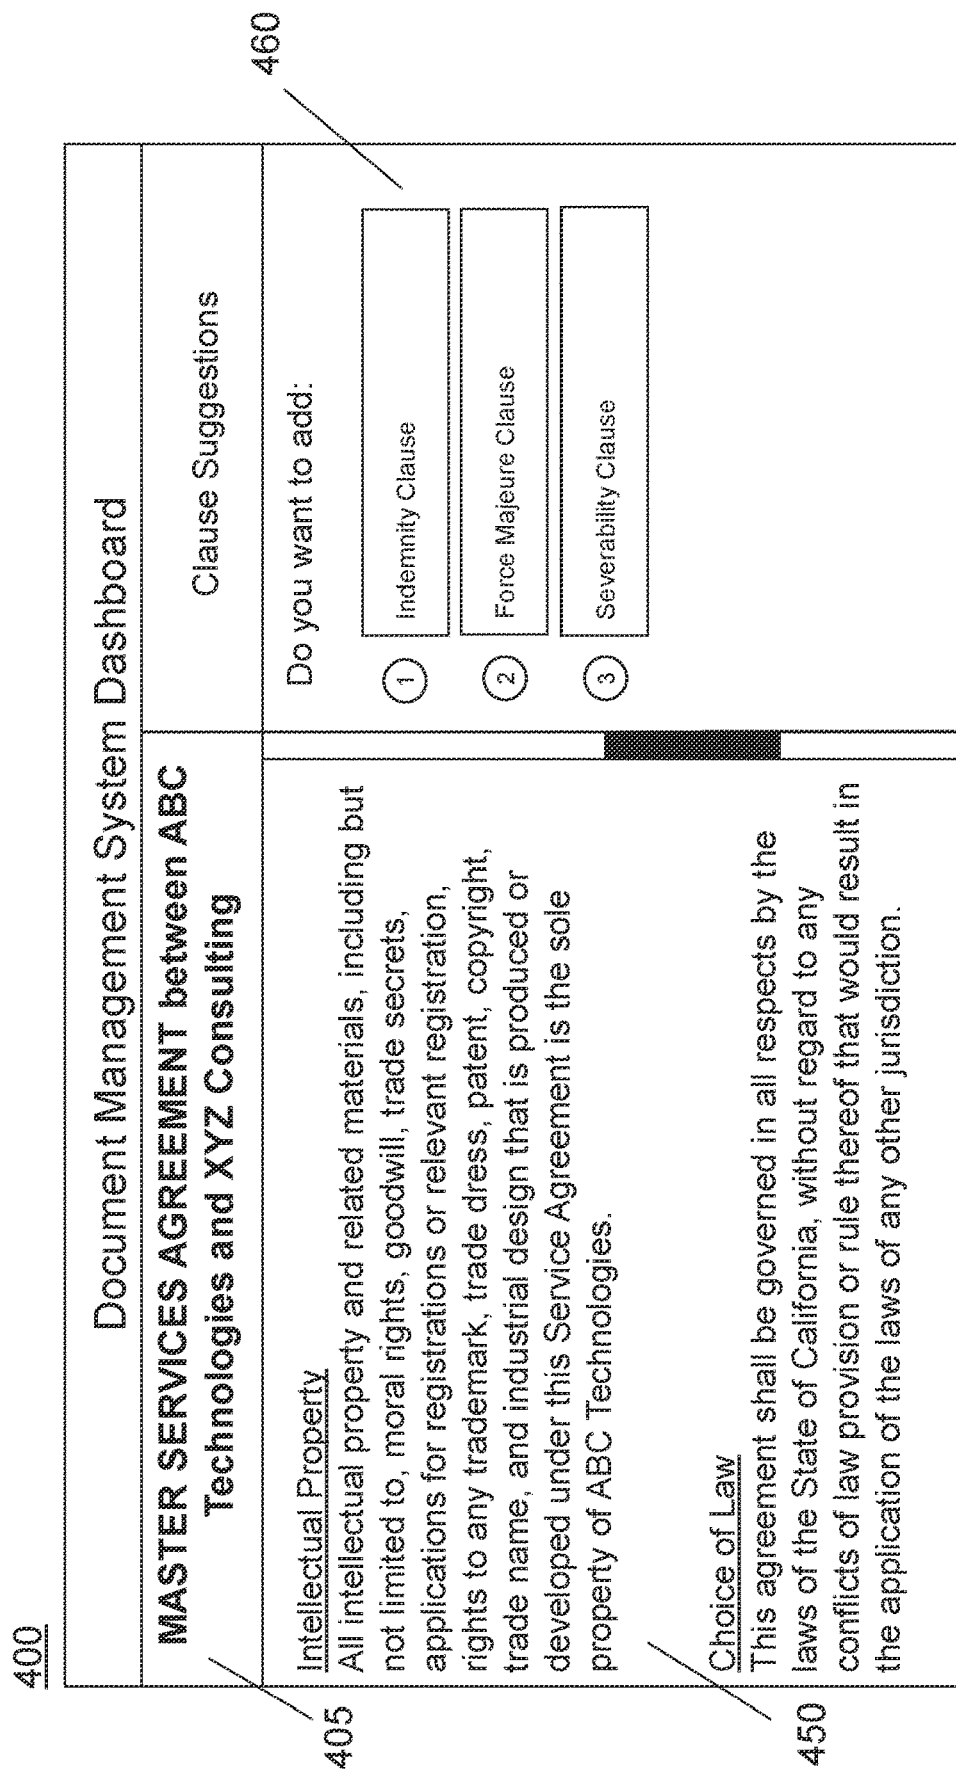 400
Document Management System Dashboard
MASTER SERVICES AGREEMENT between ABC
Technologies and XYZ Consulting
405
Intellectual Property
All intellectual property and related materials, including but
not limited to, moral rights, goodwill, trade secrets,
applications for registrations or relevant registration,
rights to any trademark, trade dress, patent, copyright,
trade name, and industrial design that is produced or
developed under this Service Agreement is the sole
property of ABC Technologies.
450
Choice of Law
This agreement shall be governed in all respects by the
laws of the State of California, without regard to any
conflicts of law provision or rule thereof that would result in
the application of the laws of any other jurisdiction.
Clause Suggestions
Do you want to add:
1 Indemnity Clause
2 Force Majeure Clause
3 Severability Clause
460